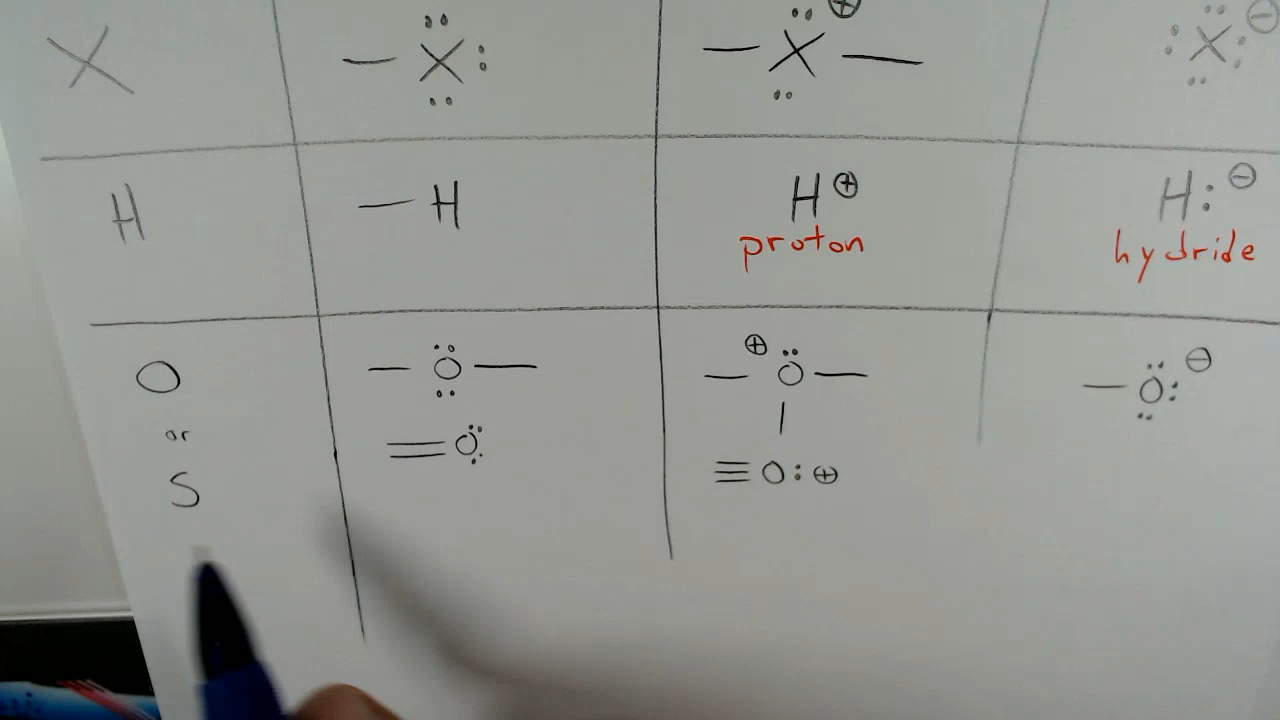 X — X — X ⊕ — X ⊖
H — H H ⊕ H: ⊖
proton hydride
O — O — — O — ⊕ — O: ⊖
or = O ≡ O: ⊕
S